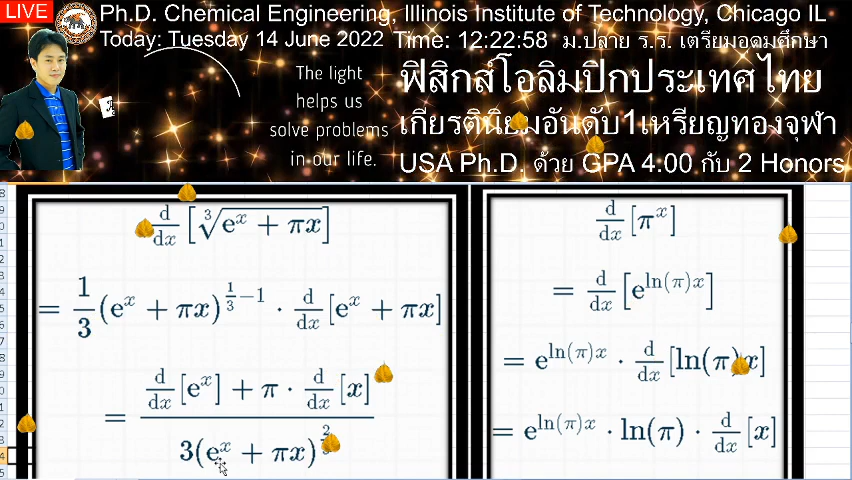 LIVE
Ph.D. Chemical Engineering, Illinois Institute of Technology, Chicago IL
Today: Tuesday 14 June 2022 Time: 12:22:58 ม.ปลาย ร.ร. เตรียมอุดมศึกษา
The light
helps us
solve problems
in our life.
ฟิสิกส์โอลิมปิกประเทศไทย
เกียรตินิยมอันดับ1เหรียญทองจุฬา
USA Ph.D. ด้วย GPA 4.00 กับ 2 Honors
d/dx [∛(e^x + πx)]
= 1/3 (e^x + πx)^(1/3 − 1) · d/dx [e^x + πx]
= (d/dx [e^x] + π · d/dx [x]) / 3(e^x + πx)^(2/3)
d/dx [π^x]
= d/dx [e^(ln(π)x)]
= e^(ln(π)x) · d/dx [ln(π)x]
= e^(ln(π)x) · ln(π) · d/dx [x]